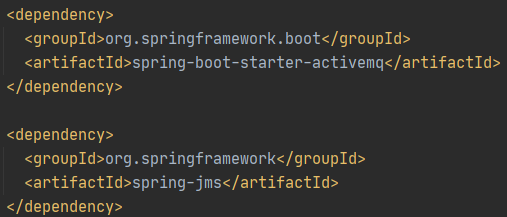 <dependency>
  <groupId>org.springframework.boot</groupId>
  <artifactId>spring-boot-starter-activemq</artifactId>
</dependency>

<dependency>
  <groupId>org.springframework</groupId>
  <artifactId>spring-jms</artifactId>
</dependency>